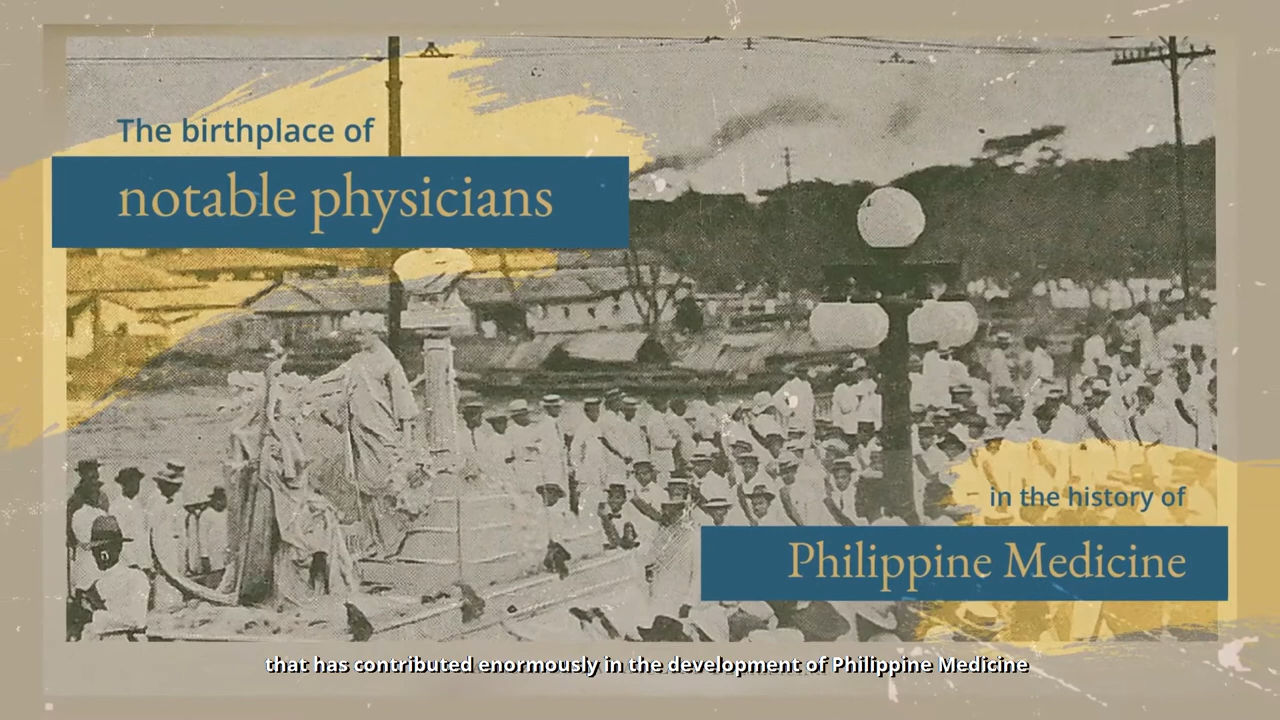 The birthplace of
notable physicians
in the history of
Philippine Medicine
that has contributed enormously in the development of Philippine Medicine